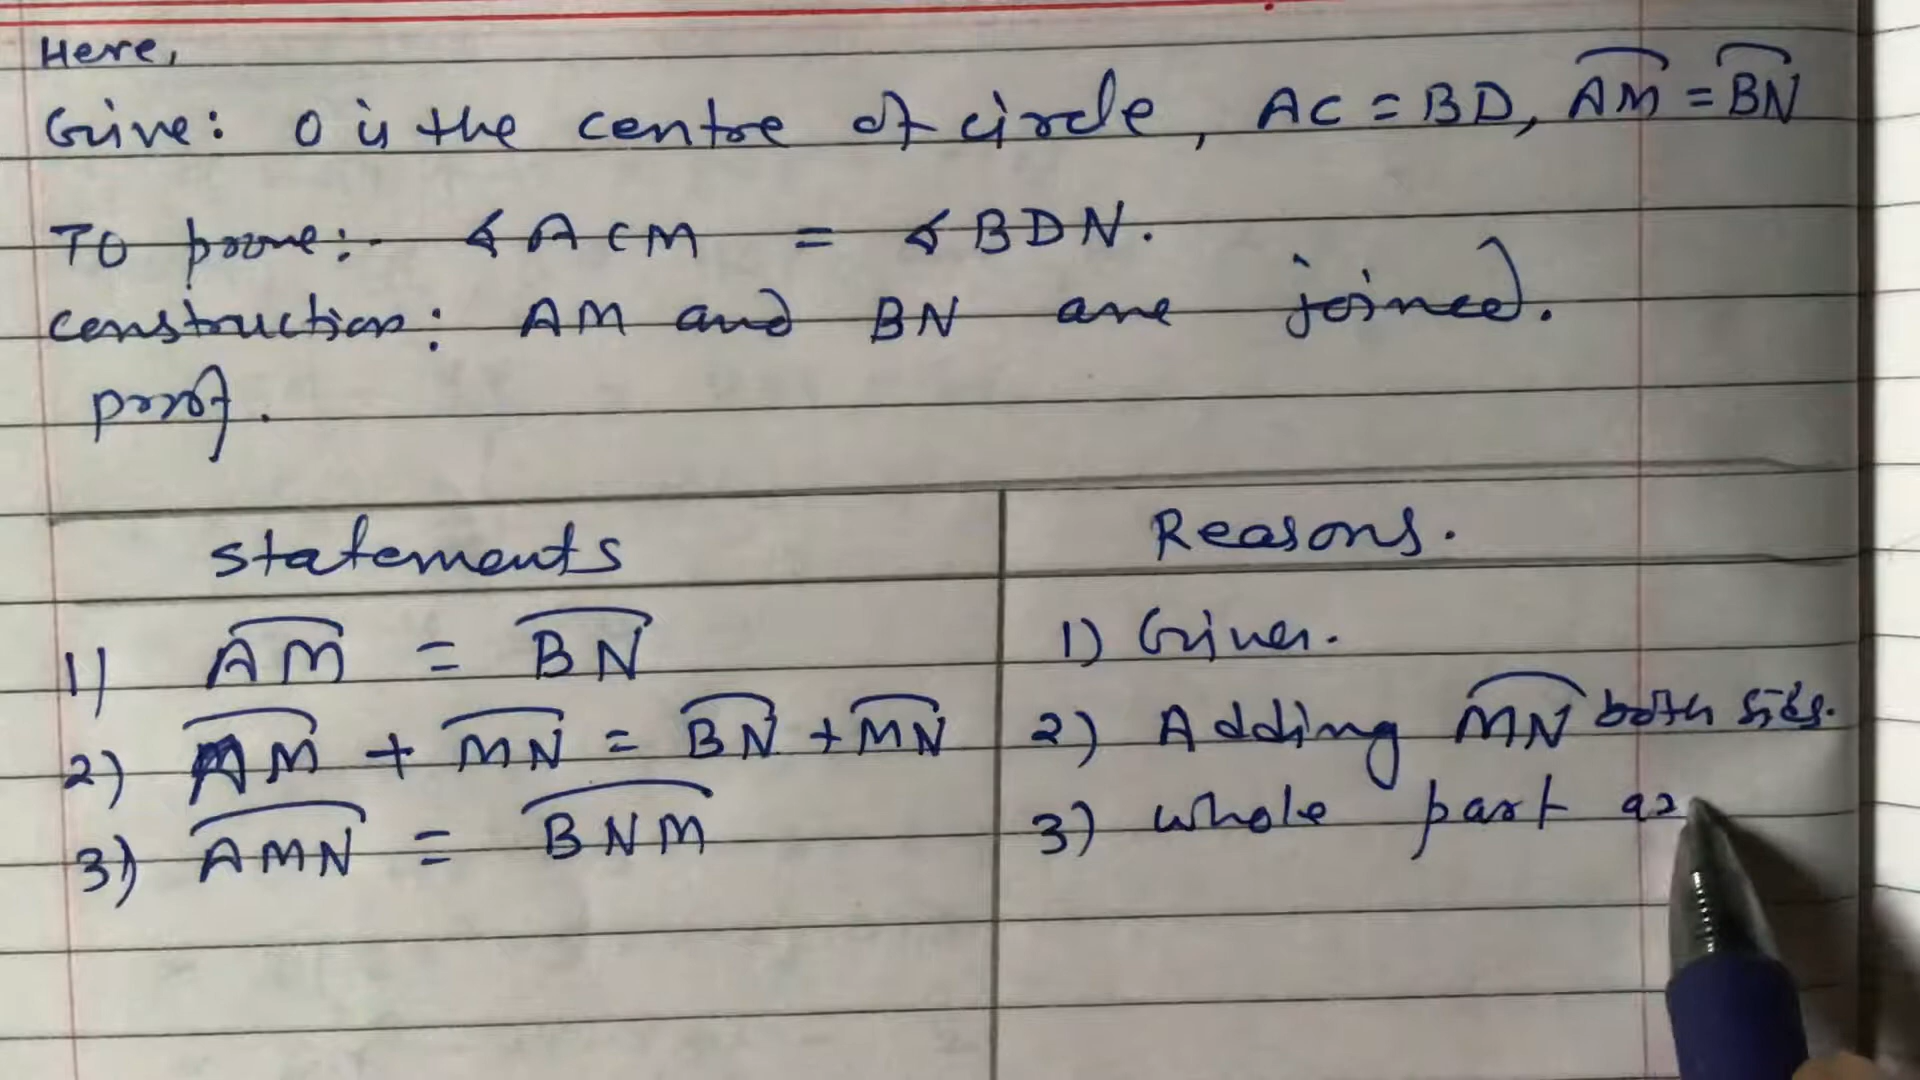 Here,
Give: O is the centre of circle, AC = BD, AM = BN
To prove:- ∠ACM = ∠BDN.
construction: AM and BN are joined.
proof.
statements Reasons.
1) AM = BN 1) Given.
2) AM + MN = BN + MN 2) Adding MN both sides.
3) AMN = BNM 3) whole part